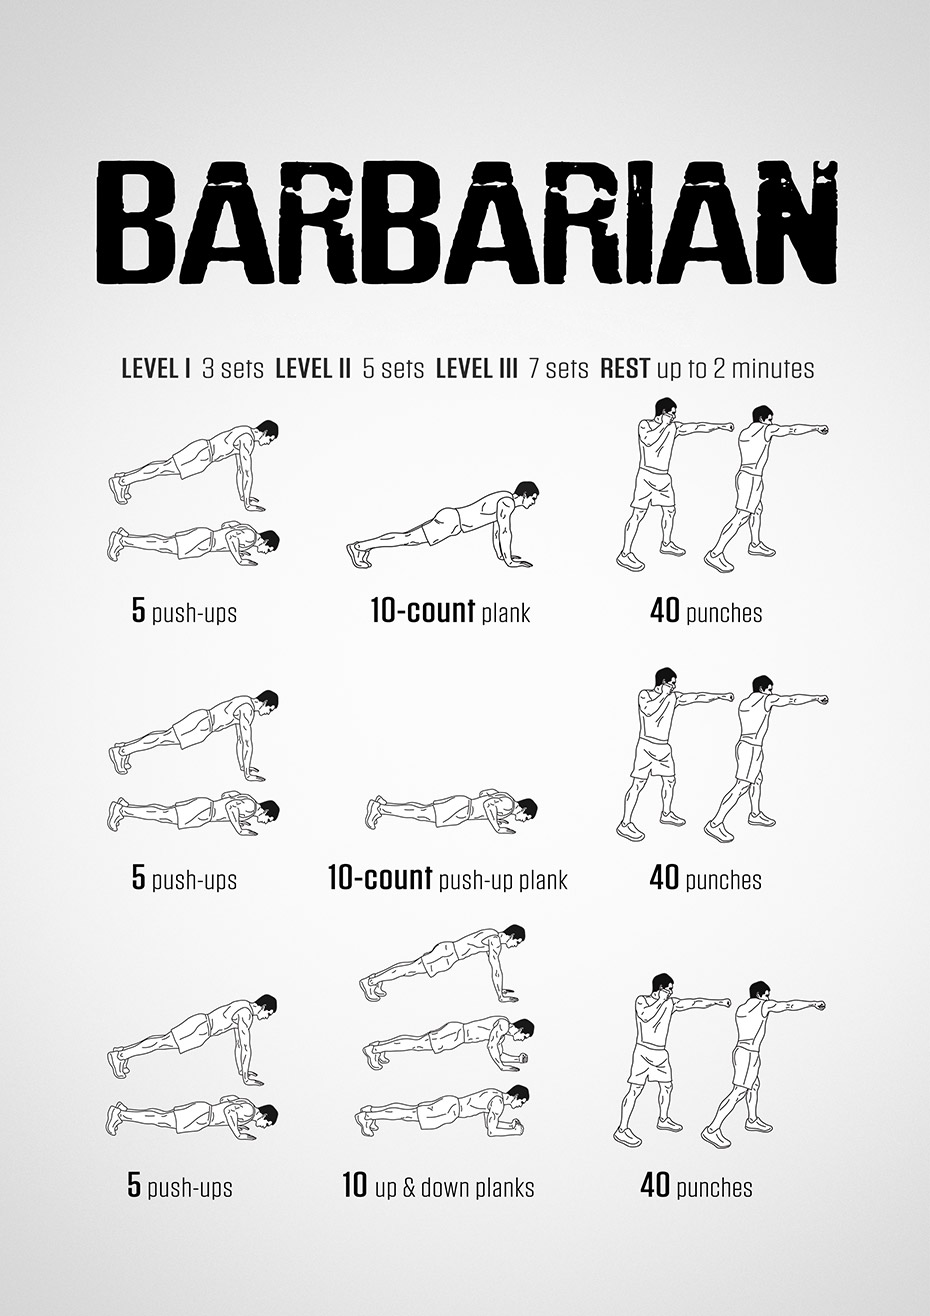 BARBARIAN
LEVEL I 3 sets LEVEL II 5 sets LEVEL III 7 sets REST up to 2 minutes
5 push-ups
10-count plank
40 punches
5 push-ups
10-count push-up plank
40 punches
5 push-ups
10 up & down planks
40 punches